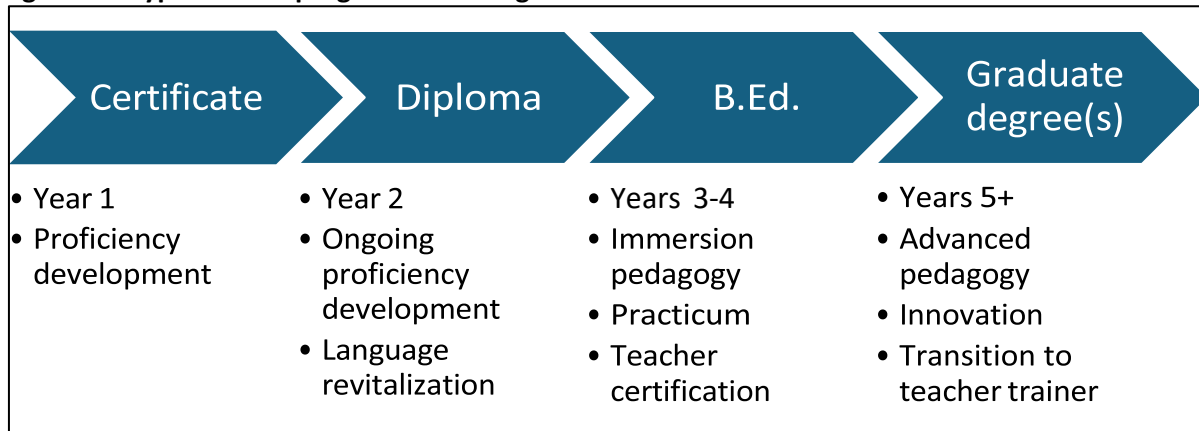 Certificate
• Year 1
• Proficiency
development
Diploma
• Year 2
• Ongoing
proficiency
development
• Language
revitalization
B.Ed.
• Years 3-4
• Immersion
pedagogy
• Practicum
• Teacher
certification
Graduate
degree(s)
• Years 5+
• Advanced
pedagogy
• Innovation
• Transition to
teacher trainer